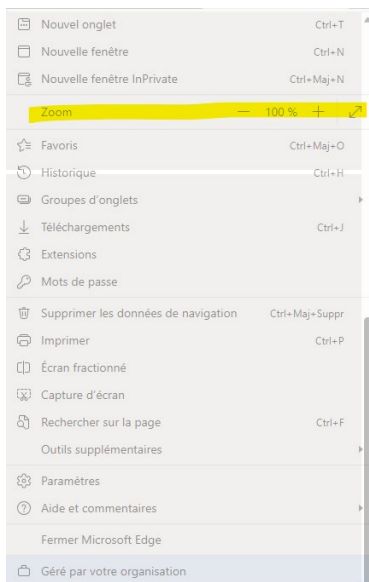 Nouvel onglet Ctrl+T
Nouvelle fenêtre Ctrl+N
Nouvelle fenêtre InPrivate Ctrl+Maj+N
Zoom — 100 % +
Favoris Ctrl+Maj+O
Historique Ctrl+H
Groupes d'onglets
Téléchargements Ctrl+J
Extensions
Mots de passe
Supprimer les données de navigation Ctrl+Maj+Suppr
Imprimer Ctrl+P
Écran fractionné
Capture d'écran
Rechercher sur la page Ctrl+F
Outils supplémentaires
Paramètres
Aide et commentaires
Fermer Microsoft Edge
Géré par votre organisation